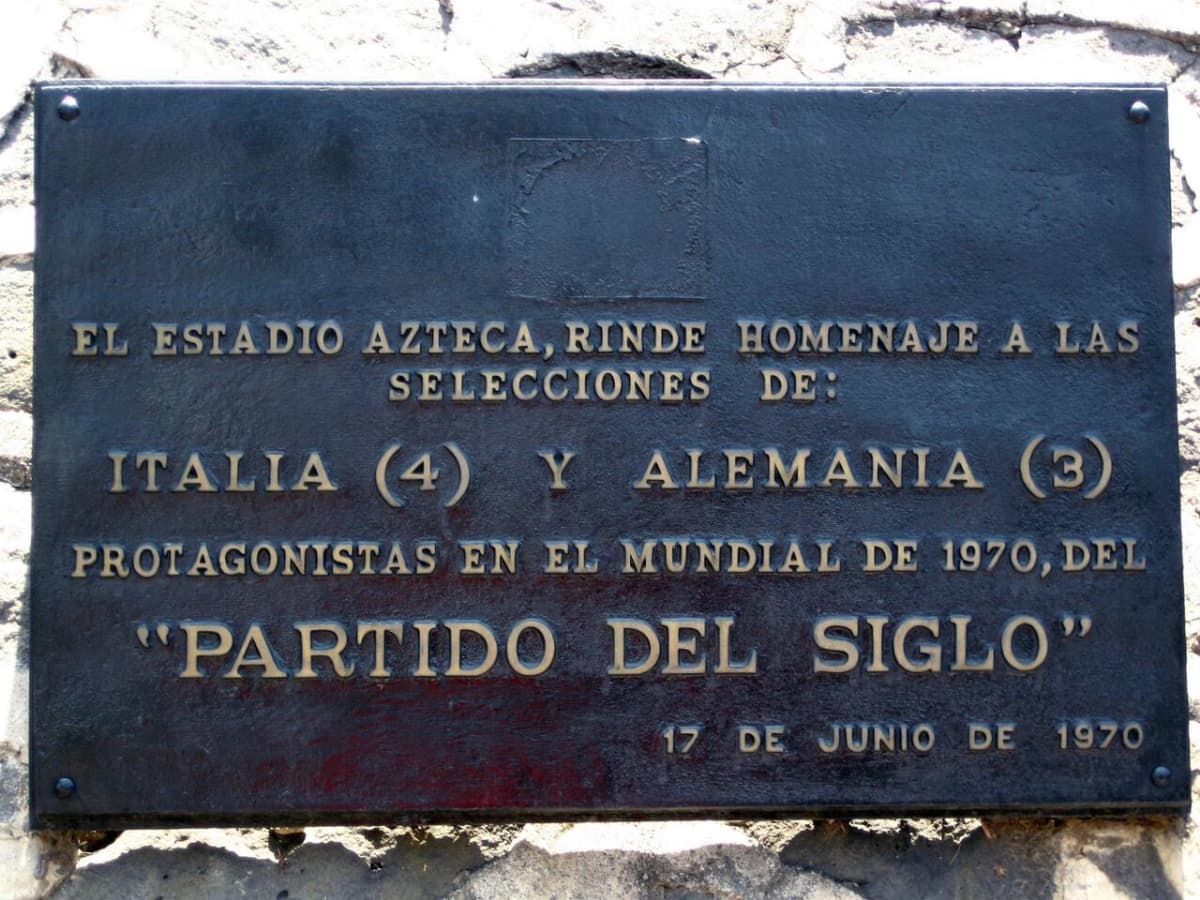 EL ESTADIO AZTECA, RINDE HOMENAJE A LAS
SELECCIONES DE:
ITALIA (4) Y ALEMANIA (3)
PROTAGONISTAS EN EL MUNDIAL DE 1970, DEL
"PARTIDO DEL SIGLO"
17 DE JUNIO DE 1970